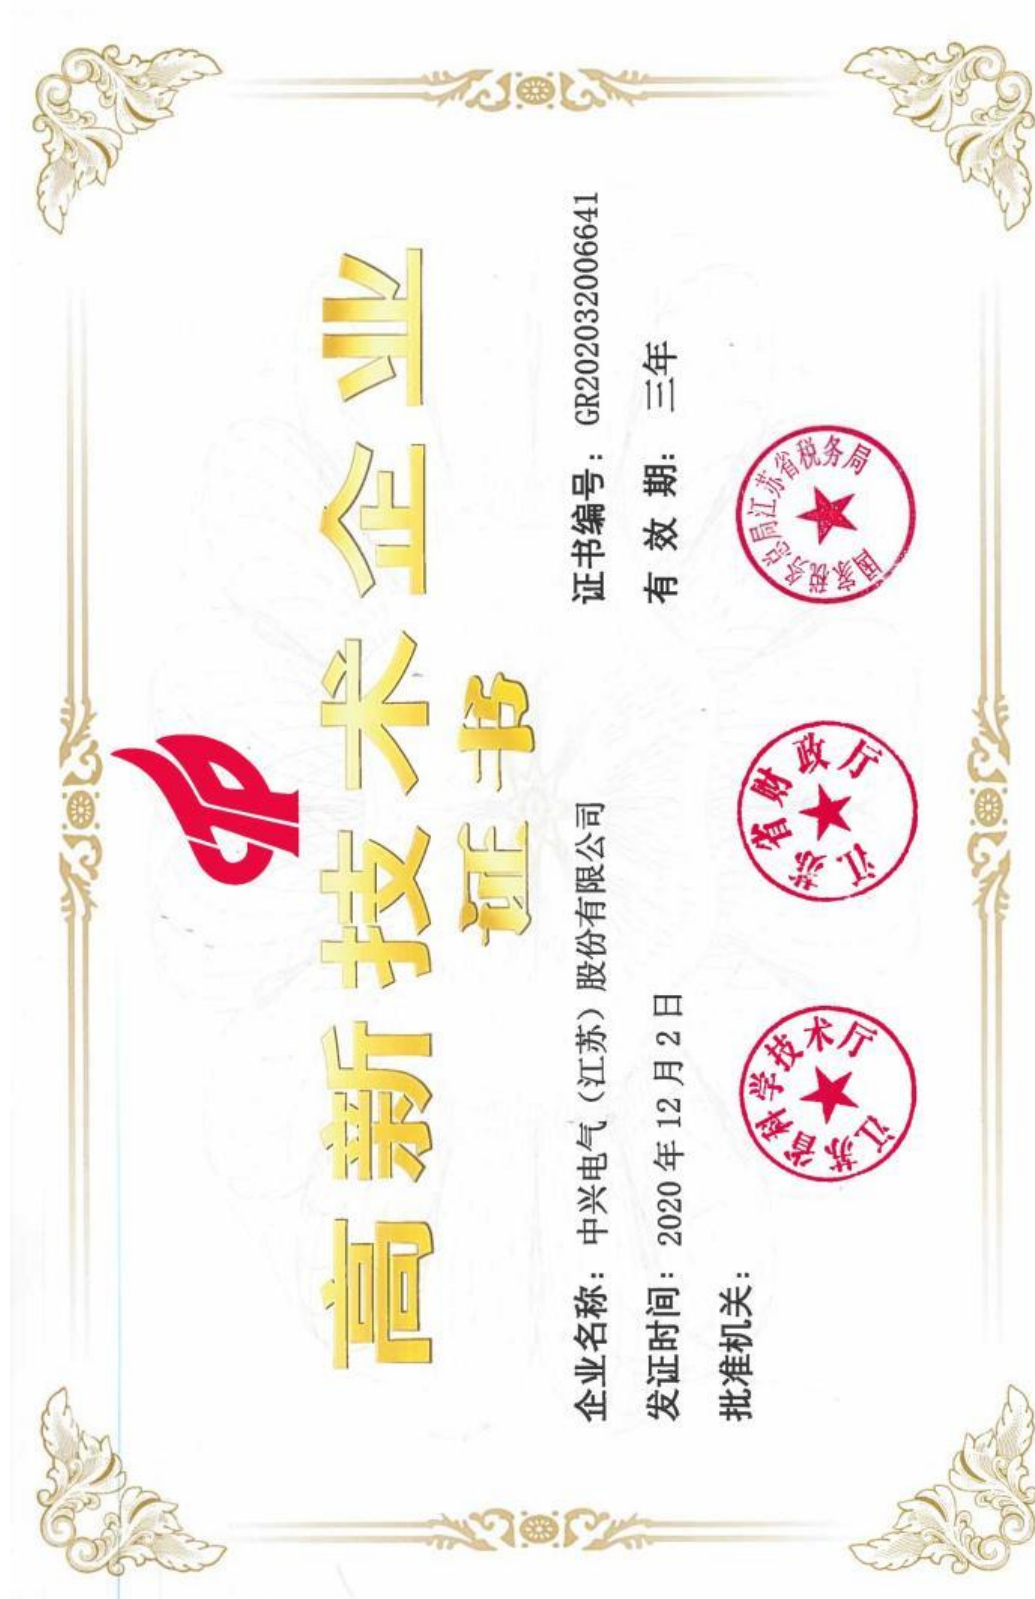 高新技术企业
证书
企业名称：中兴电气（江苏）股份有限公司
证书编号：GR202032006641
发证时间：2020年12月2日
有效期：三年
批准机关：
江苏省科学技术厅
江苏省财政厅
国家税务总局江苏省税务局